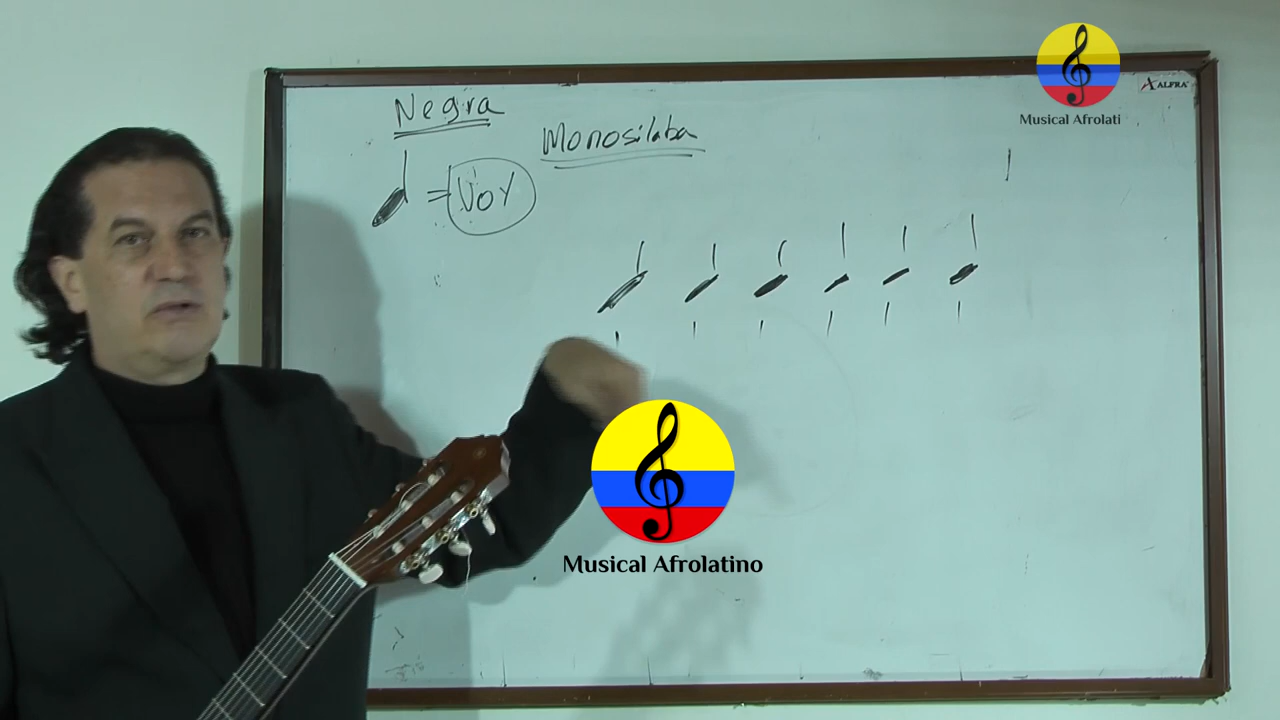 Negra
Monosilaba
= VOY
ALFRA
Musical Afrolati
Musical Afrolatino